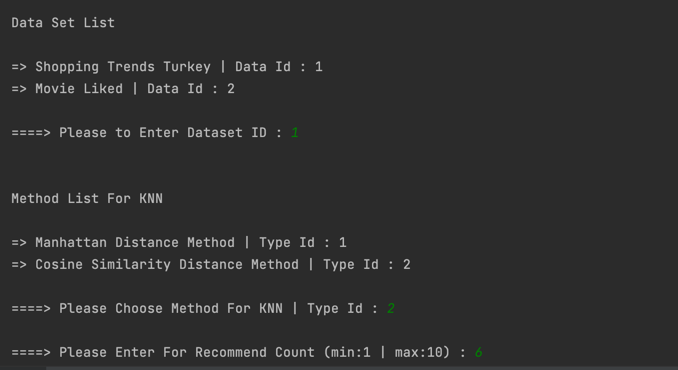 Data Set List
=> Shopping Trends Turkey | Data Id : 1
=> Movie Liked | Data Id : 2
====> Please to Enter Dataset ID : 1
Method List For KNN
=> Manhattan Distance Method | Type Id : 1
=> Cosine Similarity Distance Method | Type Id : 2
====> Please Choose Method For KNN | Type Id : 2
====> Please Enter For Recommend Count (min:1 | max:10) : 6